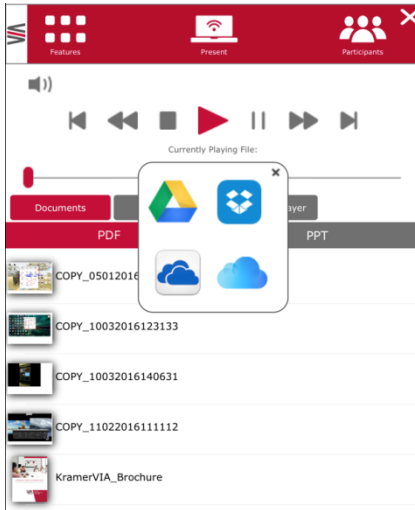 Features
Present
Participants
Currently Playing File:
Documents
ayer
PDF
PPT
COPY_05012016
COPY_10032016123133
COPY_10032016140631
COPY_11022016111112
KramerVIA_Brochure